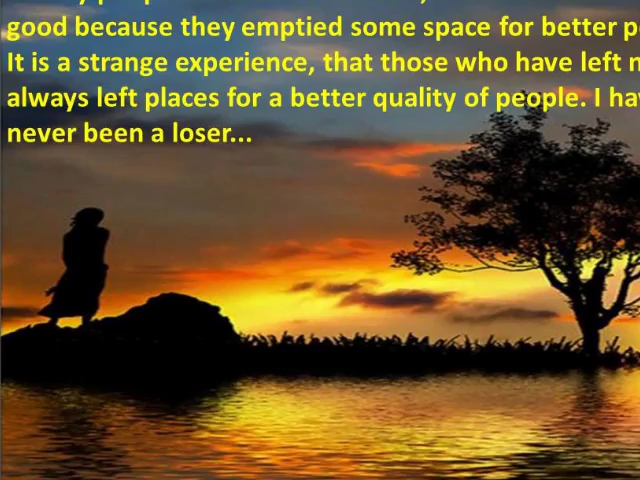 good because they emptied some space for better
It is a strange experience, that those who have left
always left places for a better quality of people. I
never been a loser...